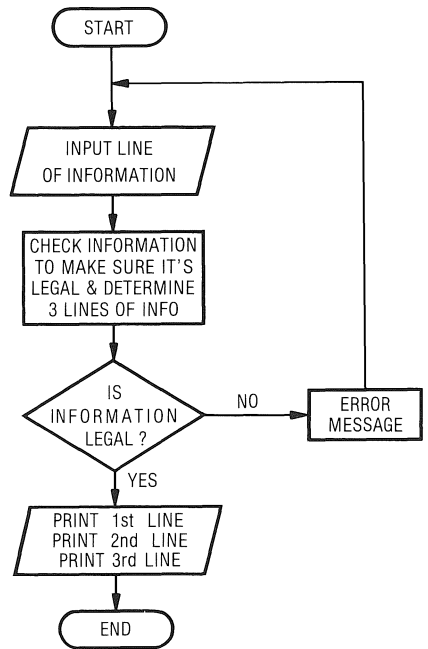 START
INPUT LINE
OF INFORMATION
CHECK INFORMATION
TO MAKE SURE IT'S
LEGAL & DETERMINE
3 LINES OF INFO
IS
INFORMATION
LEGAL ?
NO
ERROR
MESSAGE
YES
PRINT 1st LINE
PRINT 2nd LINE
PRINT 3rd LINE
END